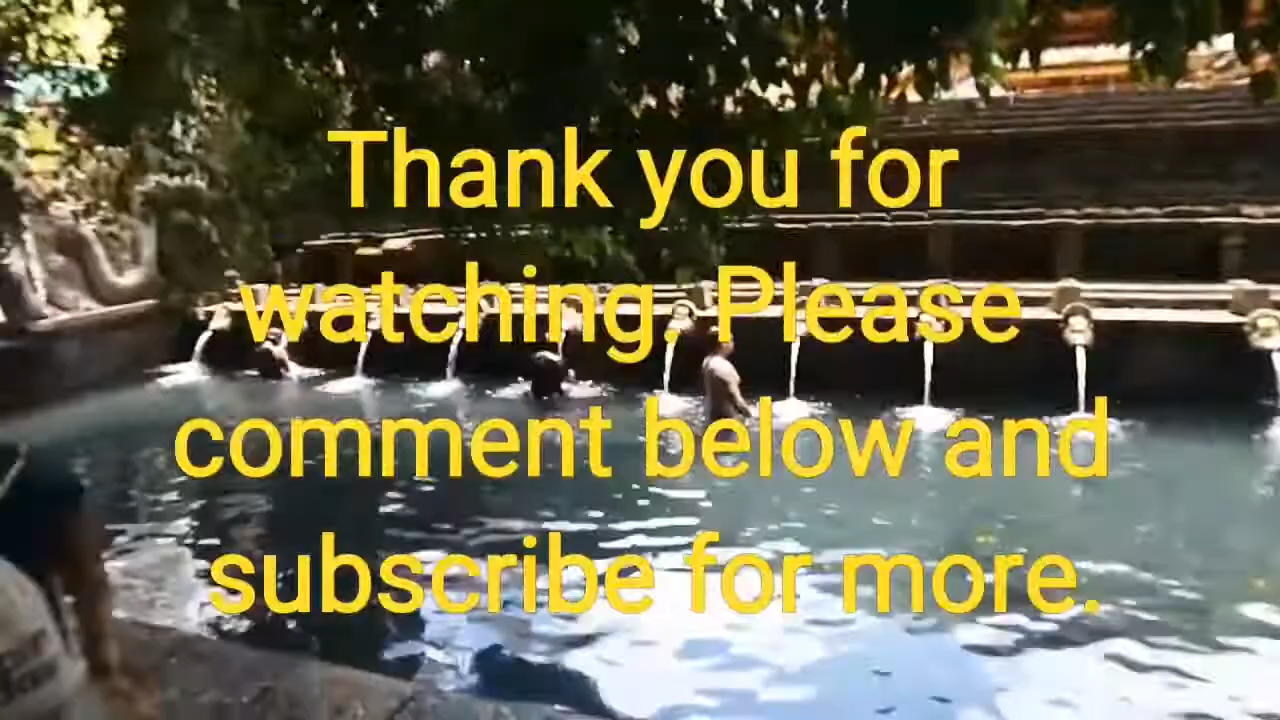 Thank you for
watching. Please
comment below and
subscribe for more.